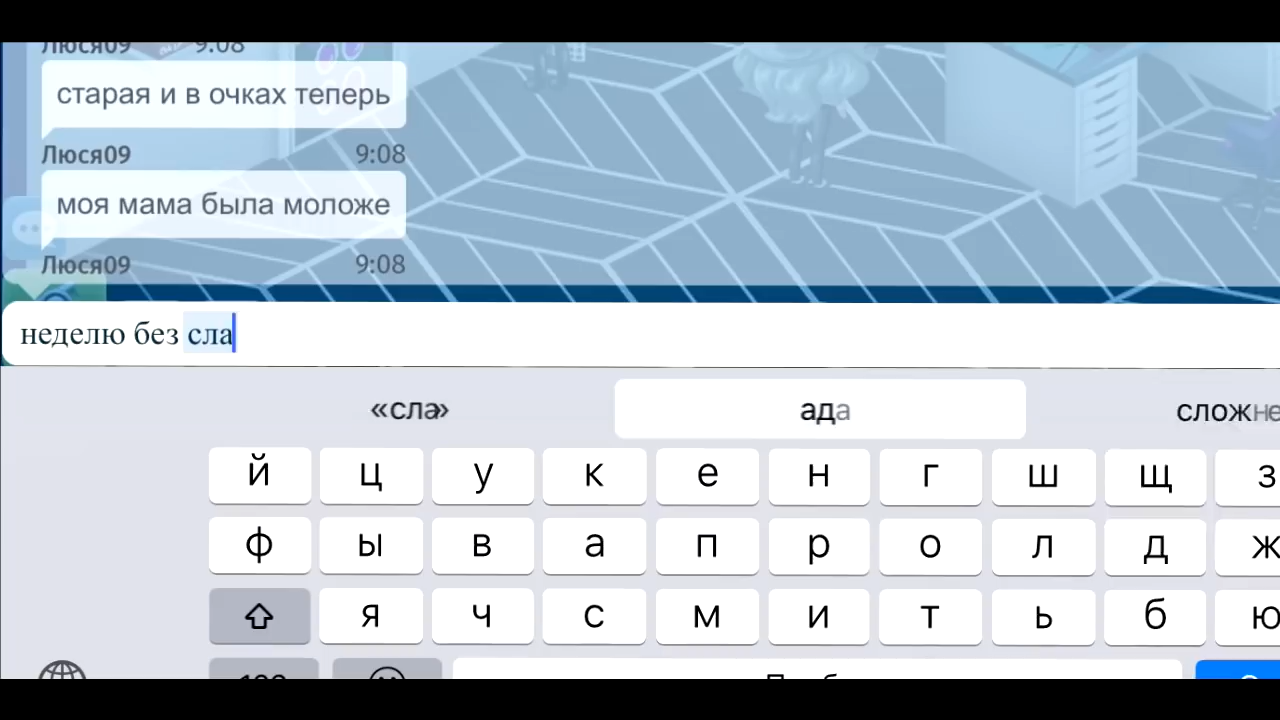 Люся09 9:08
старая и в очках теперь
Люся09 9:08
моя мама была моложе
Люся09 9:08
неделю без сла
«сла» ада сложне
й ц у к е н г ш щ з
ф ы в а п р о л д ж
я ч с м и т ь б ю